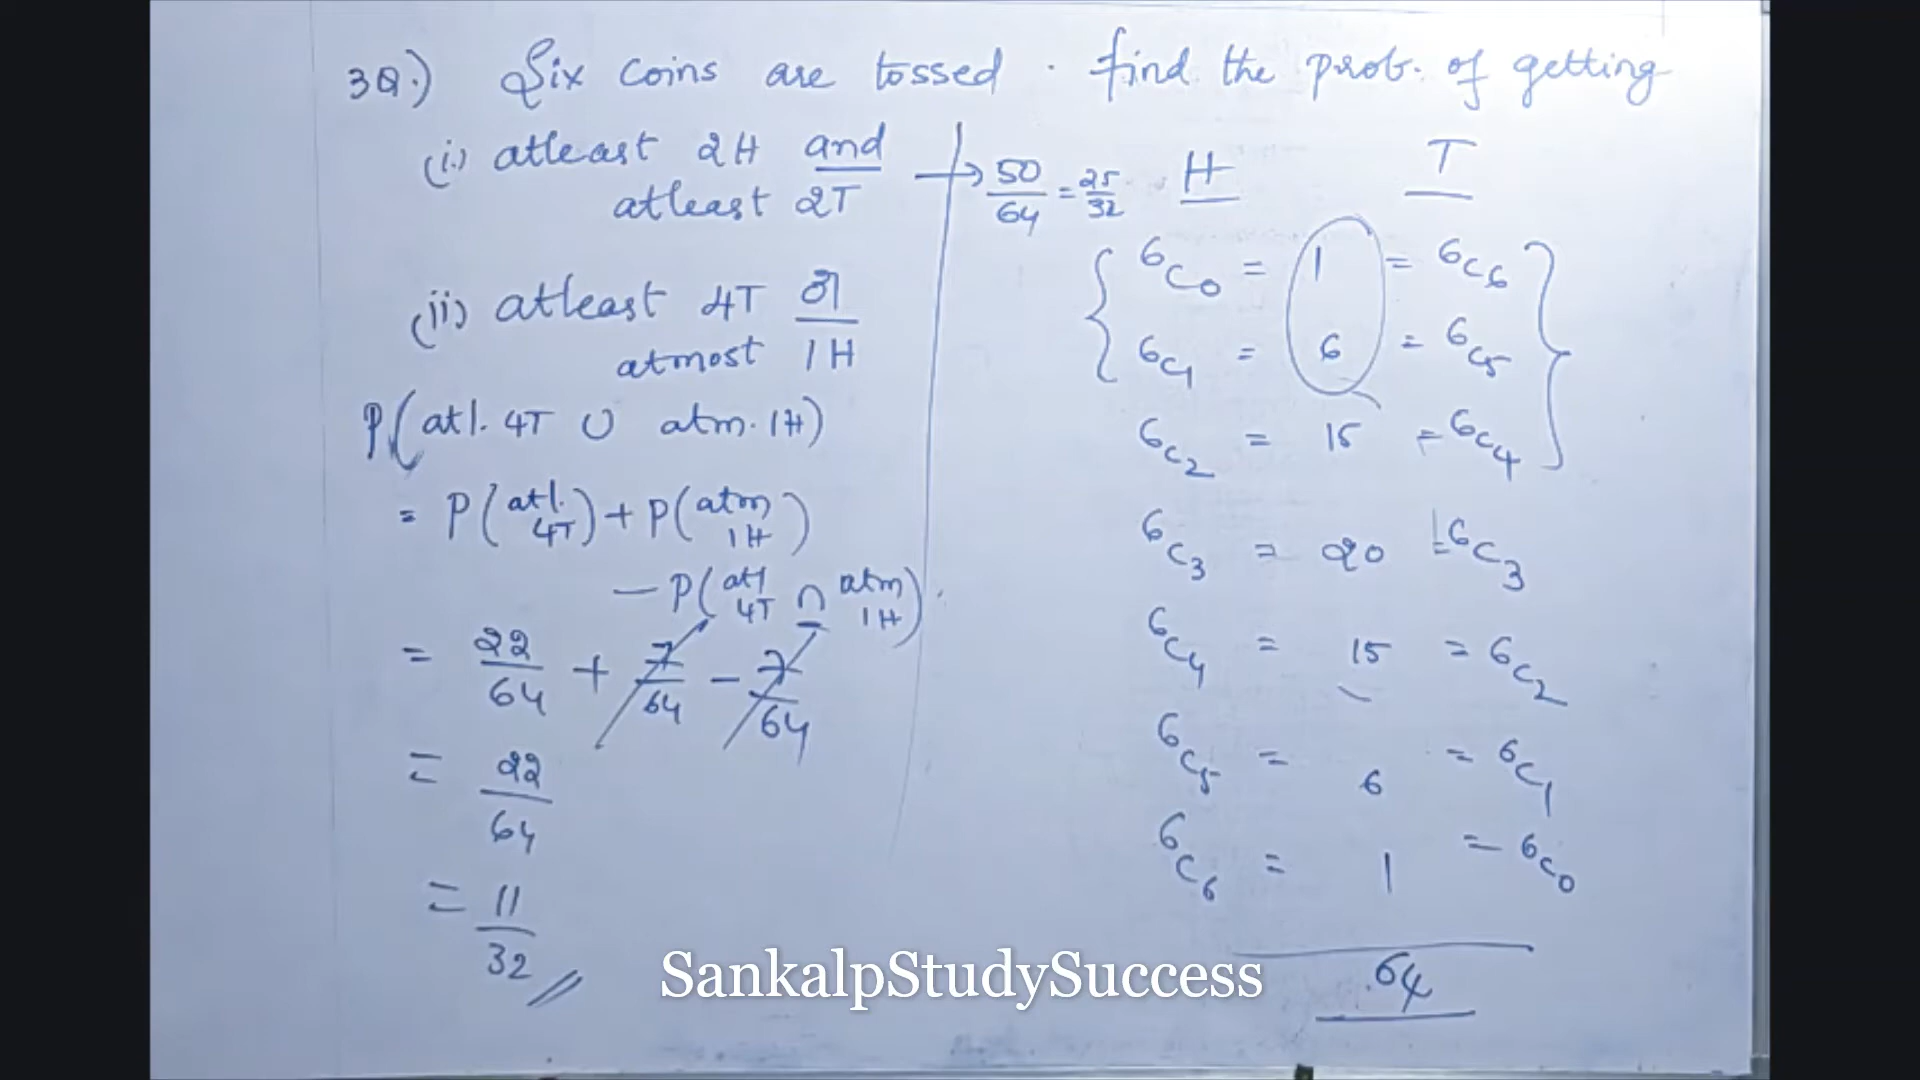 3Q.) Six coins are tossed . find the prob. of getting
(i.) atleast 2H and
atleast 2T
→ 50/64 = 25/32
(ii) atleast 4T or
atmost 1H
P(atl. 4T ∪ atm. 1H)
= P(atl. 4T) + P(atm 1H)
– P(atl 4T ∩ atm 1H)
= 22/64 + 7/64 – 7/64
= 22/64
= 11/32 //
H T
6C0 = 1 = 6C6
6C1 = 6 = 6C5
6C2 = 15 = 6C4
6C3 = 20 = 6C3
6C4 = 15 = 6C2
6C5 = 6 = 6C1
6C6 = 1 = 6C0
64
SankalpStudySuccess